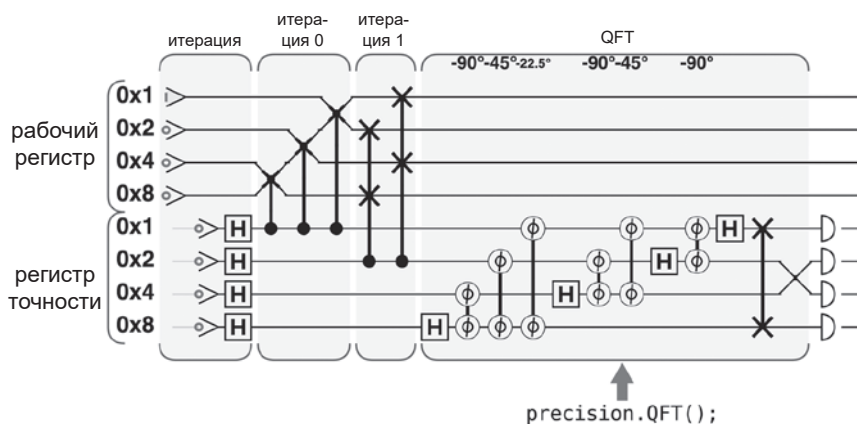 итера-
ция 0
итера-
ция 1
итерация
QFT
-90°-45°-22.5°
-90°-45°
-90°
0x1
0x2
0x4
0x8
рабочий
регистр
0x1
0x2
0x4
0x8
регистр
точности
H
H
H
H
H
H
H
H
ϕ
ϕ
ϕ
ϕ
ϕ
ϕ
ϕ
ϕ
ϕ
ϕ
ϕ
ϕ
precision.QFT();